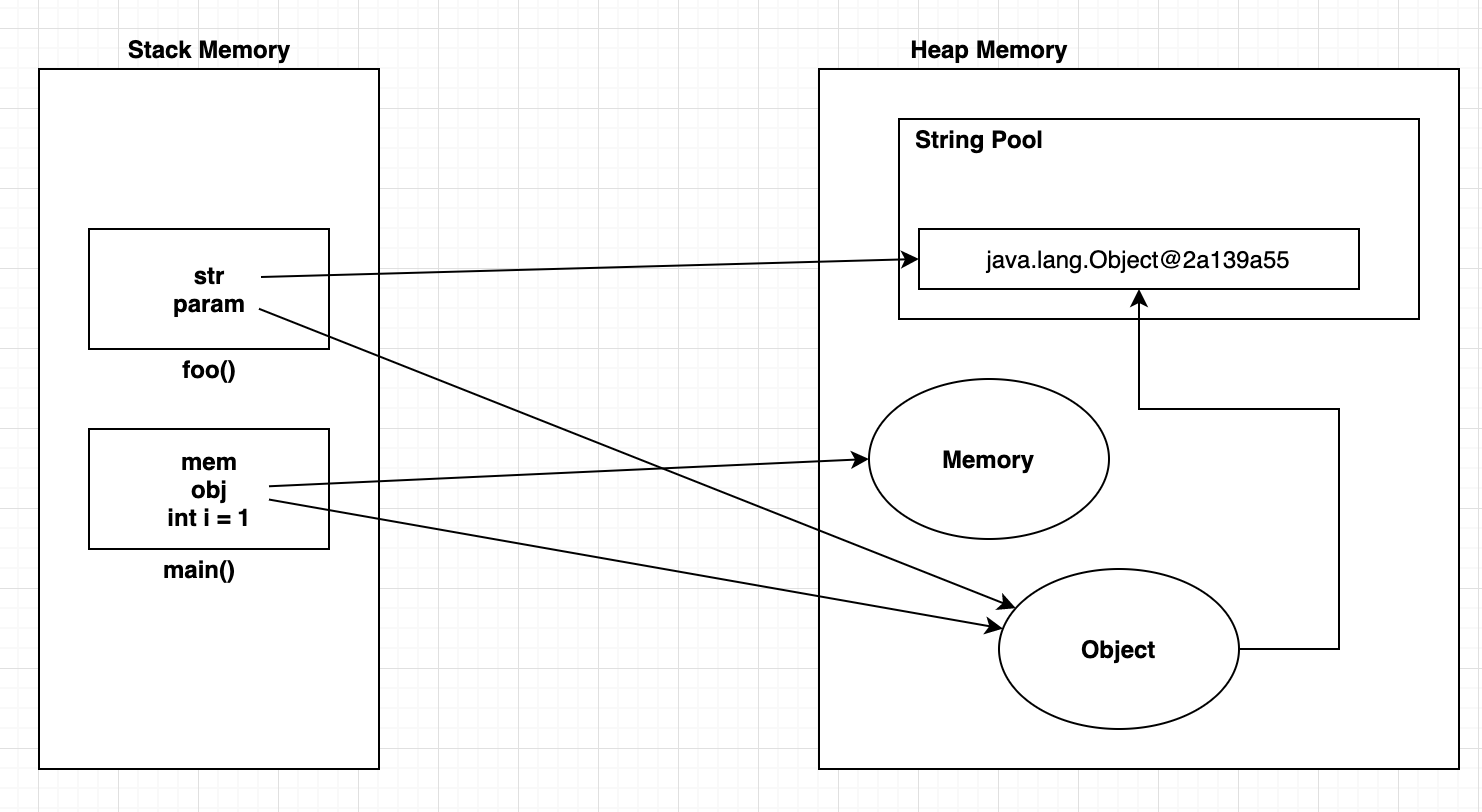 Stack Memory
Heap Memory
String Pool
java.lang.Object@2a139a55
str
param
foo()
mem
obj
int i = 1
main()
Memory
Object